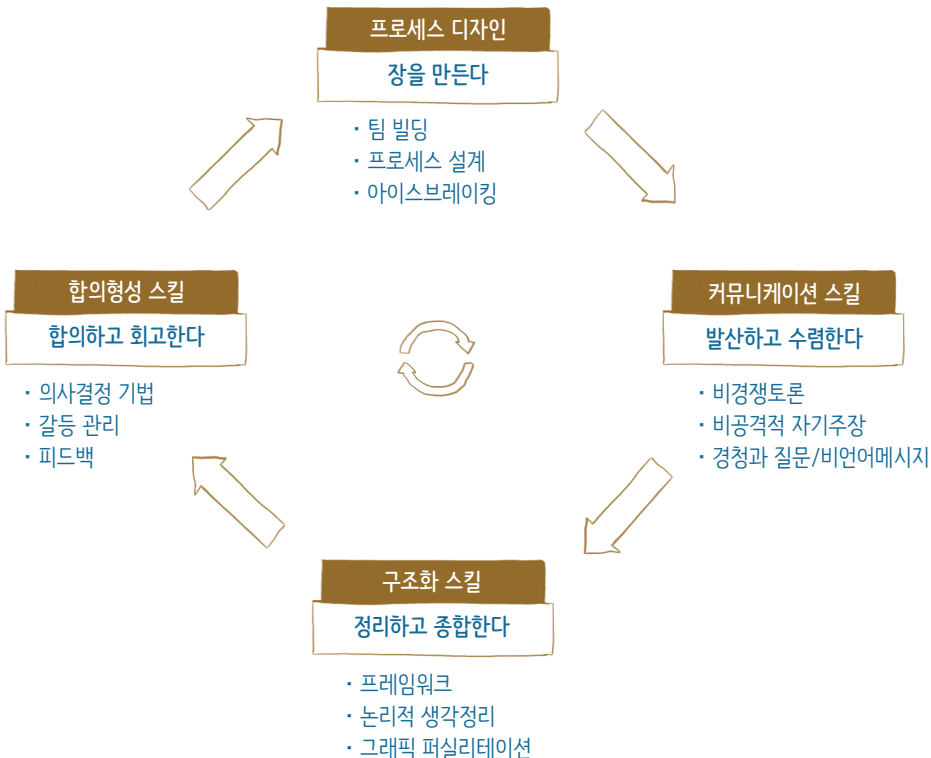 프로세스 디자인
장을 만든다
· 팀 빌딩
· 프로세스 설계
· 아이스브레이킹
커뮤니케이션 스킬
발산하고 수렴한다
· 비경쟁토론
· 비공격적 자기주장
· 경청과 질문/비언어메시지
구조화 스킬
정리하고 종합한다
· 프레임워크
· 논리적 생각정리
· 그래픽 퍼실리테이션
합의형성 스킬
합의하고 회고한다
· 의사결정 기법
· 갈등 관리
· 피드백